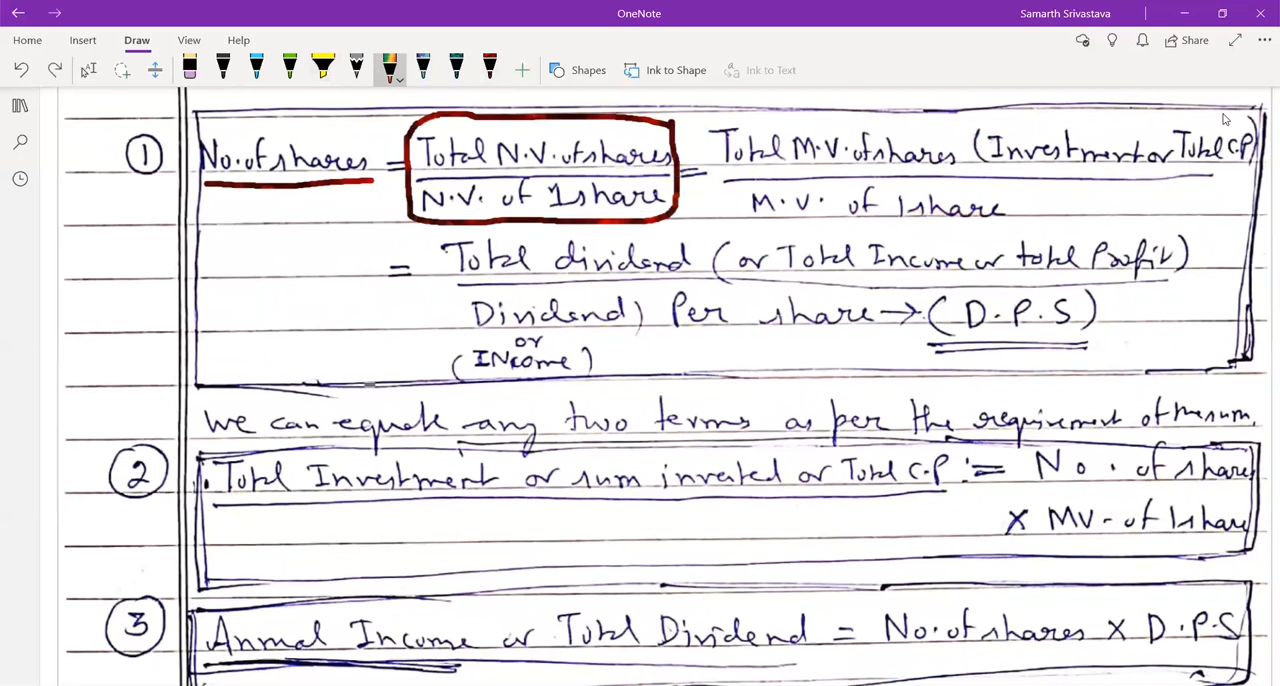 OneNote
Samarth Srivastava
Home Insert Draw View Help
Share
Shapes Ink to Shape Ink to Text
① No. of shares = Total N.V. of shares / N.V. of 1 share = Total M.V. of shares (Investment or Total C.P) / M.V. of 1 share
= Total dividend (or Total Income or total Profit)
Dividend) Per share → (D.P.S)
or
(INcome)
We can equate any two terms as per the requirement of the sum.
② Total Investment or sum invested or Total C.P := No. of share
x MV. of 1 share
③ Annual Income or Total Dividend = No. of shares x D.P.S